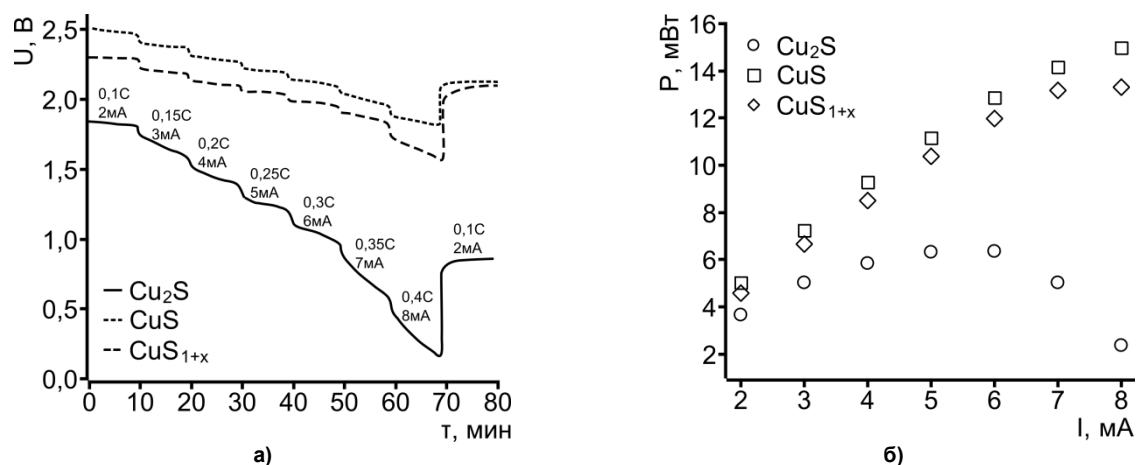 U, В
2,5
2,0
1,5
1,0
0,5
0,0
0,1C
2мА
0,15C
3мА
0,2C
4мА
0,25C
5мА
0,3C
6мА
0,35C
7мА
0,4C
8мА
0,1C
2мА
Cu₂S
CuS
CuS₁₊ₓ
0 10 20 30 40 50 60 70 80
τ, мин
а)
P, мВт
16
14
12
10
8
6
4
2
Cu₂S
CuS
CuS₁₊ₓ
2 3 4 5 6 7 8
I, мА
б)